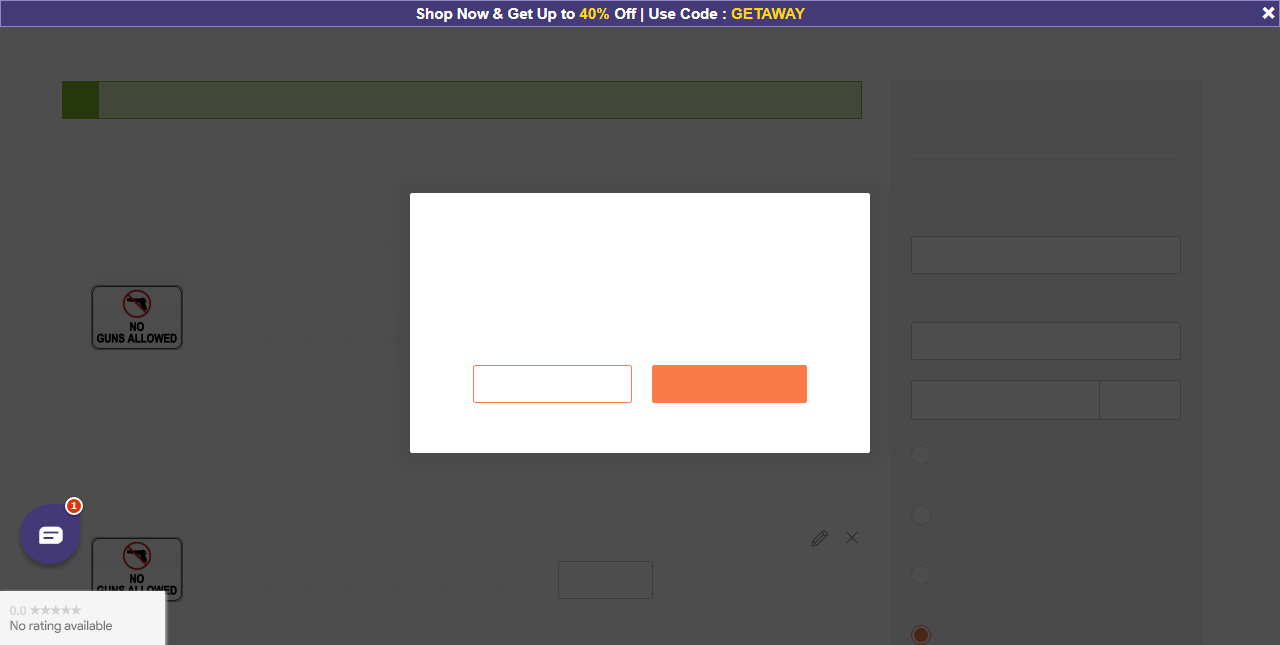 Shop Now & Get Up to 40% Off | Use Code : GETAWAY
NO
GUNS ALLOWED
1
NO
GUNS ALLOWED
0.0
No rating available